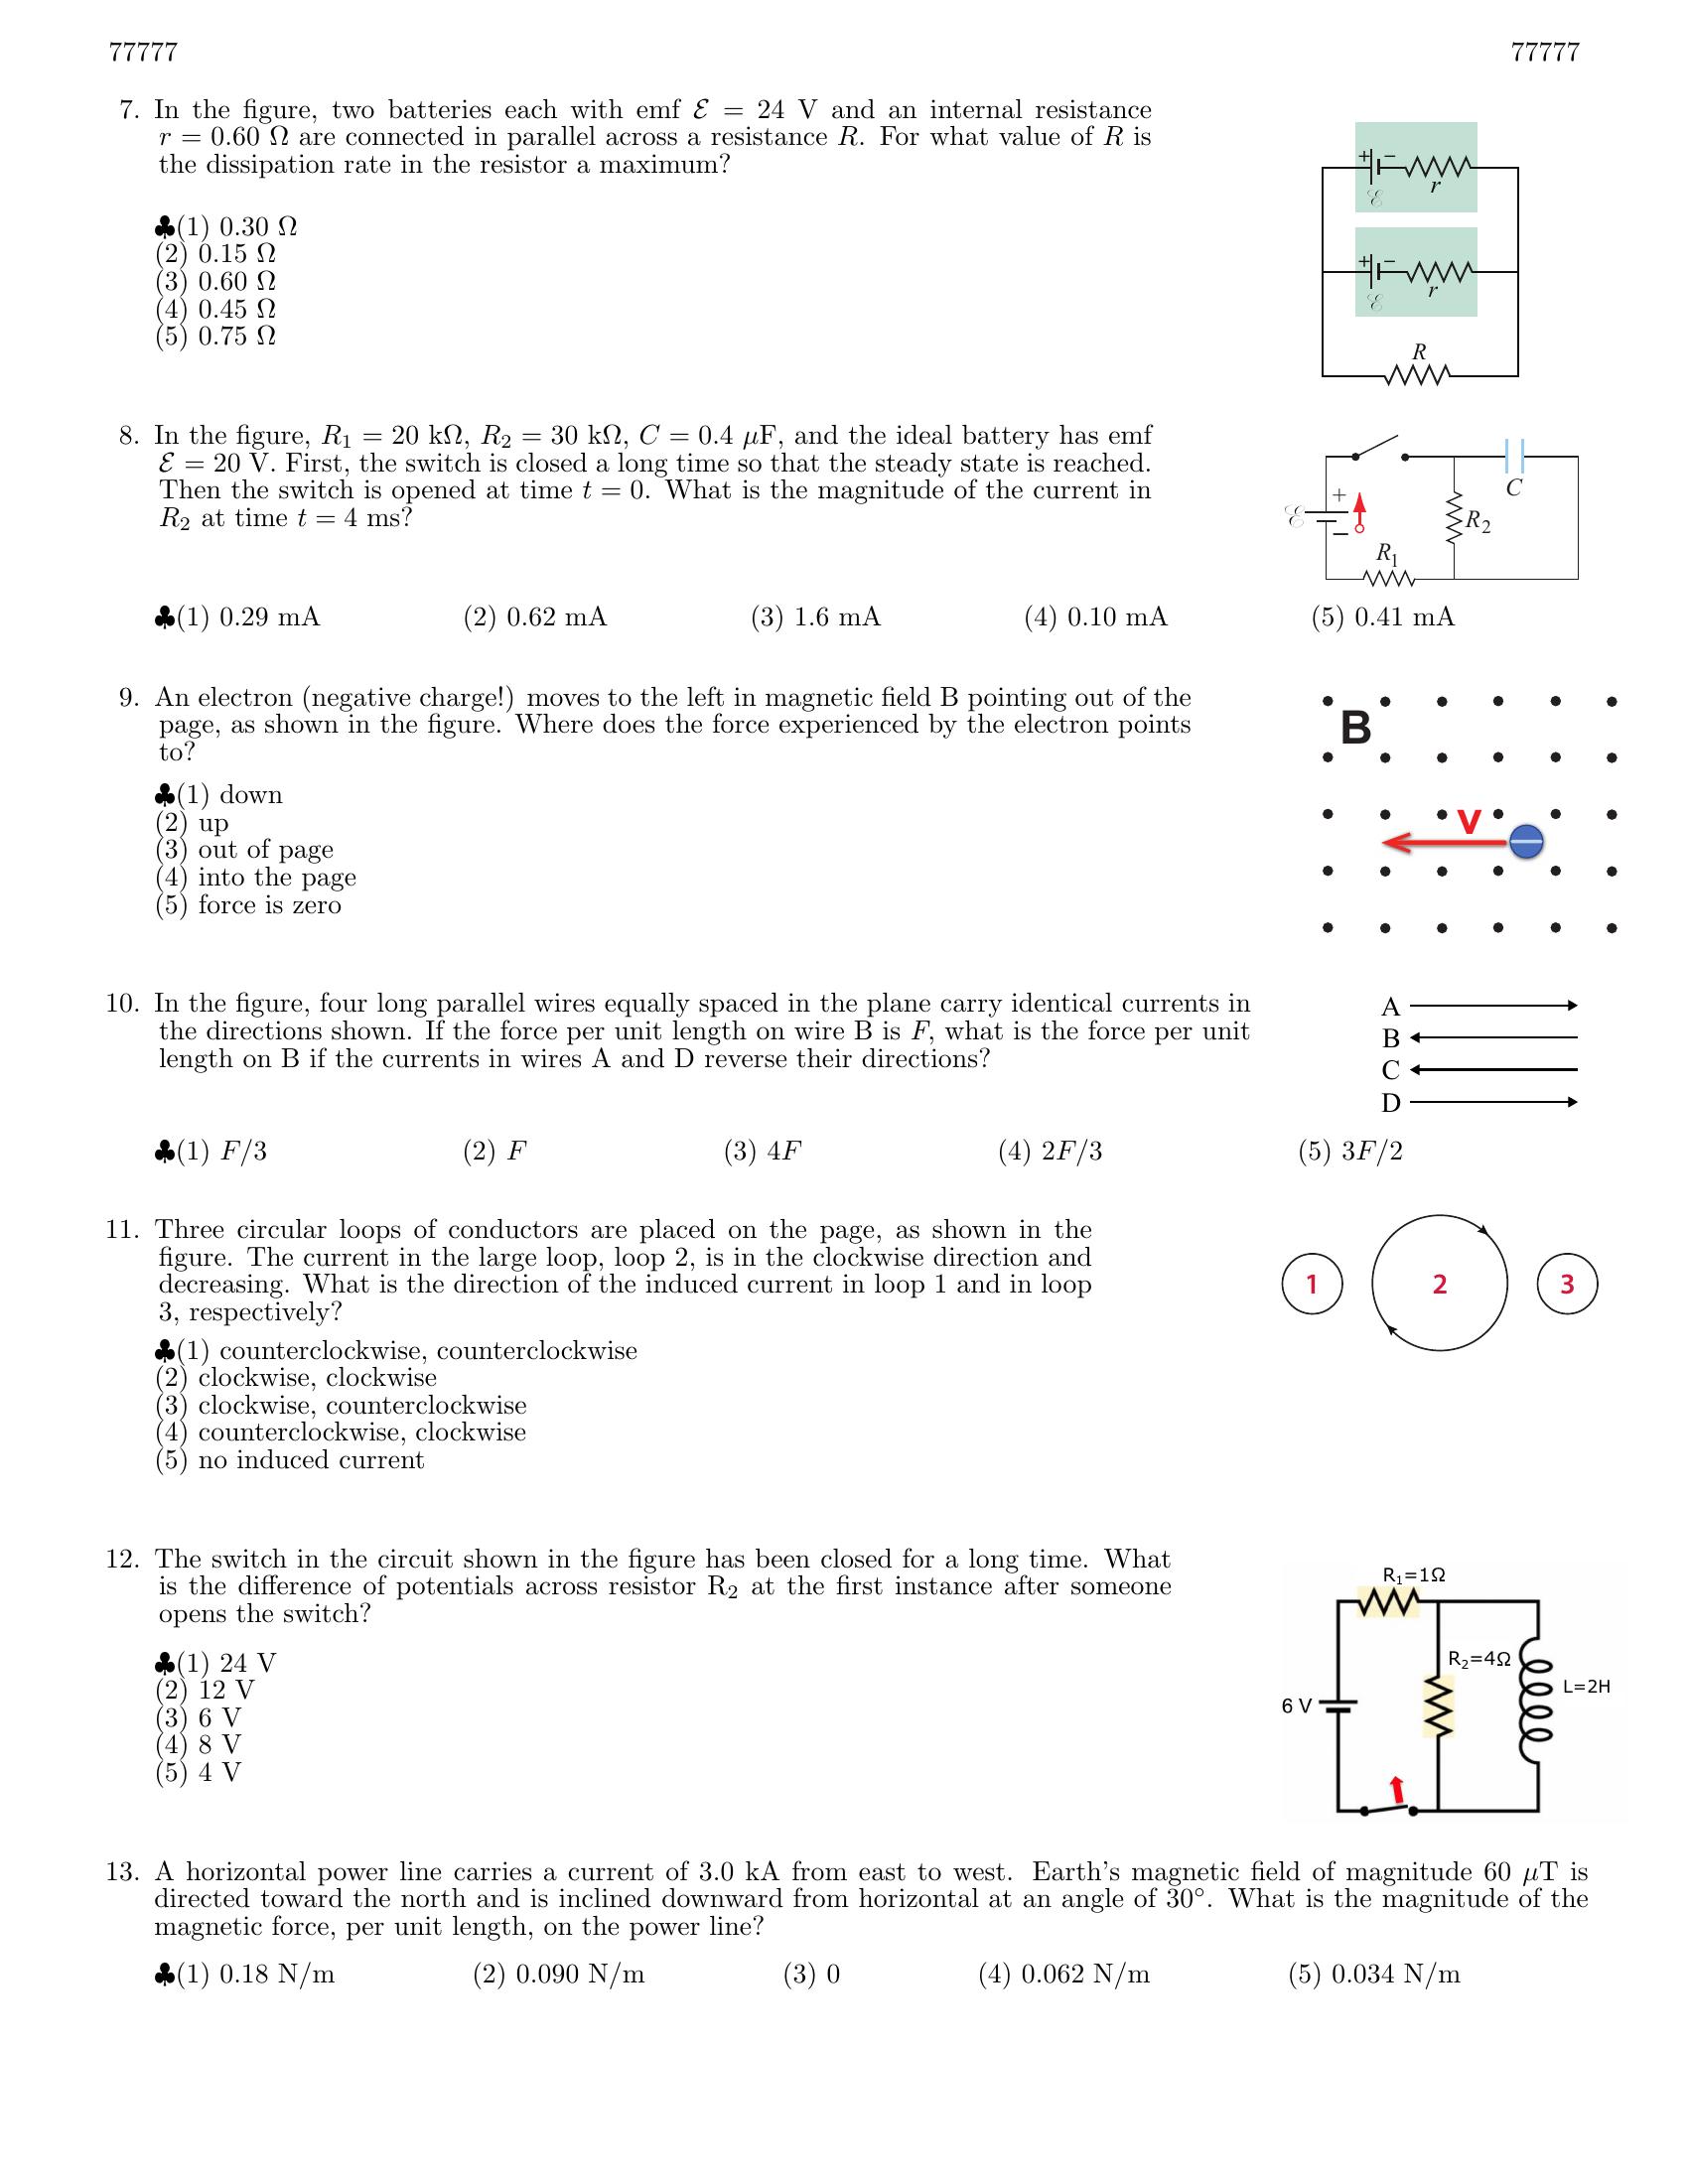 77777 77777
7. In the figure, two batteries each with emf ℰ = 24 V and an internal resistance
r = 0.60 Ω are connected in parallel across a resistance R. For what value of R is
the dissipation rate in the resistor a maximum?
♣(1) 0.30 Ω
(2) 0.15 Ω
(3) 0.60 Ω
(4) 0.45 Ω
(5) 0.75 Ω
+ −
r
ℰ
+ −
r
ℰ
R
8. In the figure, R₁ = 20 kΩ, R₂ = 30 kΩ, C = 0.4 μF, and the ideal battery has emf
ℰ = 20 V. First, the switch is closed a long time so that the steady state is reached.
Then the switch is opened at time t = 0. What is the magnitude of the current in
R₂ at time t = 4 ms?
C
+
ℰ
R₂
−
R₁
♣(1) 0.29 mA (2) 0.62 mA (3) 1.6 mA (4) 0.10 mA (5) 0.41 mA
9. An electron (negative charge!) moves to the left in magnetic field B pointing out of the
page, as shown in the figure. Where does the force experienced by the electron points
to?
♣(1) down
(2) up
(3) out of page
(4) into the page
(5) force is zero
B
v
−
10. In the figure, four long parallel wires equally spaced in the plane carry identical currents in
the directions shown. If the force per unit length on wire B is F, what is the force per unit
length on B if the currents in wires A and D reverse their directions?
A
B
C
D
♣(1) F/3 (2) F (3) 4F (4) 2F/3 (5) 3F/2
11. Three circular loops of conductors are placed on the page, as shown in the
figure. The current in the large loop, loop 2, is in the clockwise direction and
decreasing. What is the direction of the induced current in loop 1 and in loop
3, respectively?
♣(1) counterclockwise, counterclockwise
(2) clockwise, clockwise
(3) clockwise, counterclockwise
(4) counterclockwise, clockwise
(5) no induced current
1 2 3
12. The switch in the circuit shown in the figure has been closed for a long time. What
is the difference of potentials across resistor R₂ at the first instance after someone
opens the switch?
♣(1) 24 V
(2) 12 V
(3) 6 V
(4) 8 V
(5) 4 V
R₁=1Ω
R₂=4Ω
L=2H
6 V
13. A horizontal power line carries a current of 3.0 kA from east to west. Earth's magnetic field of magnitude 60 μT is
directed toward the north and is inclined downward from horizontal at an angle of 30°. What is the magnitude of the
magnetic force, per unit length, on the power line?
♣(1) 0.18 N/m (2) 0.090 N/m (3) 0 (4) 0.062 N/m (5) 0.034 N/m